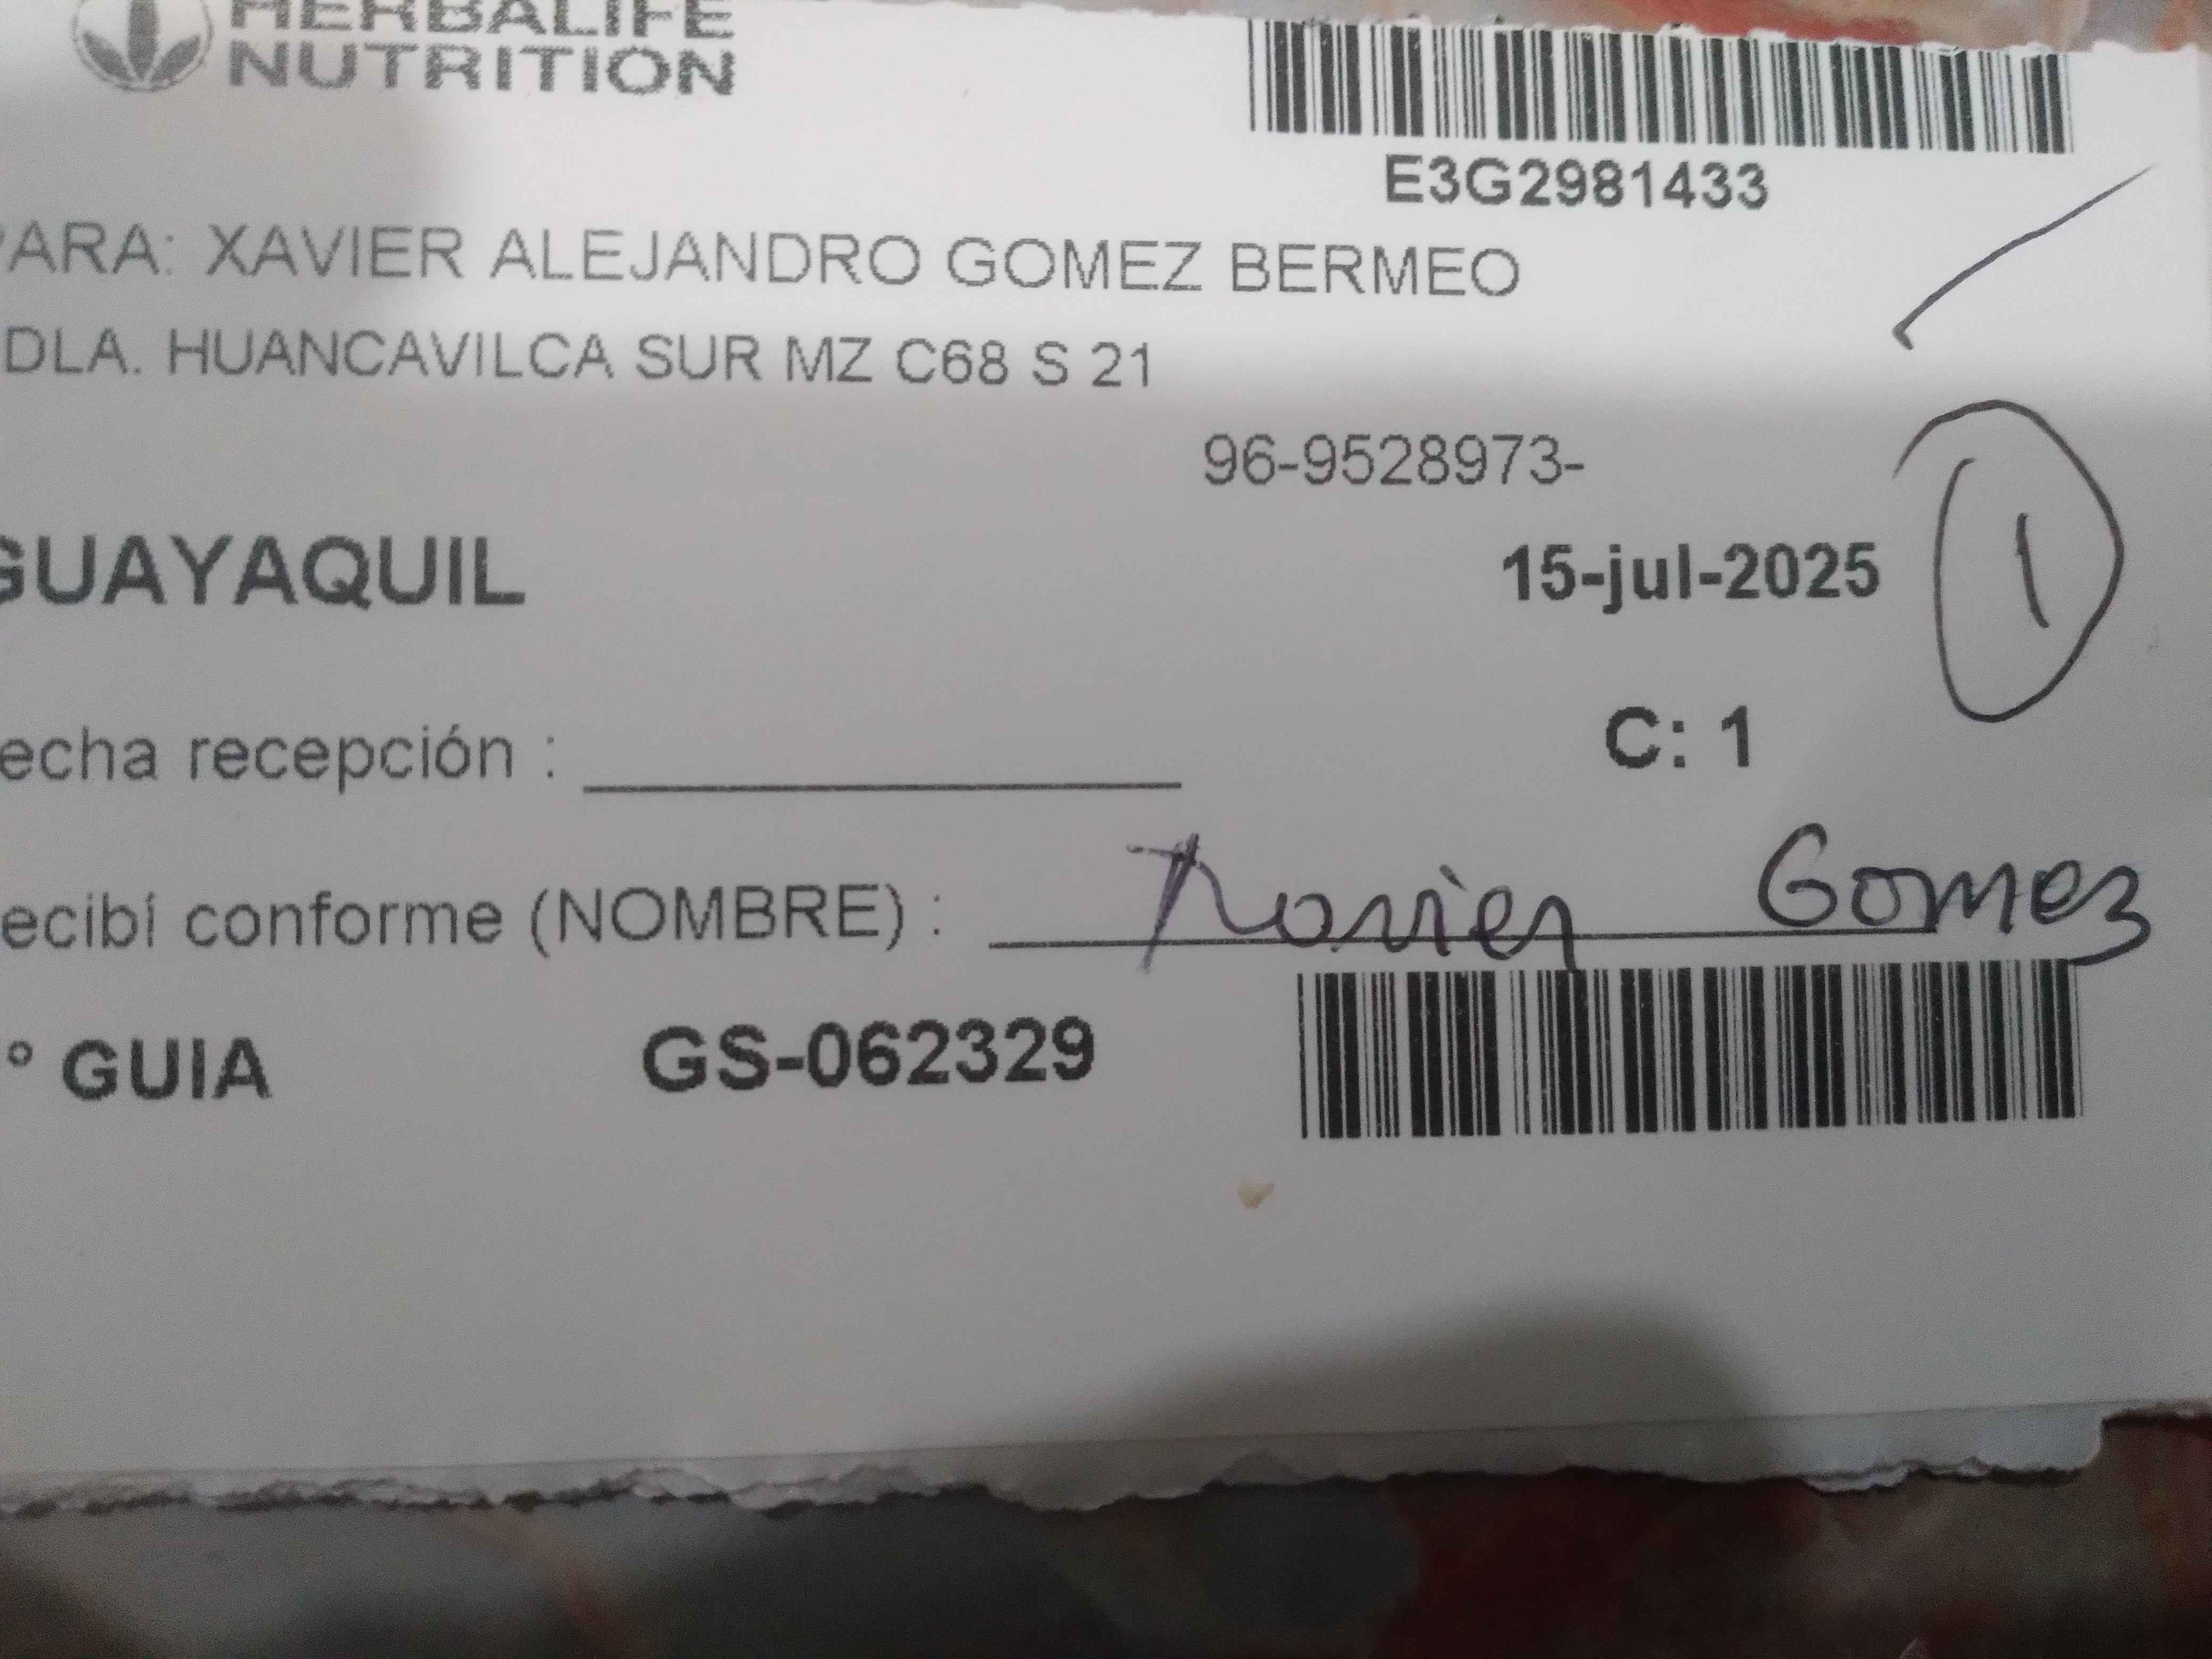 HERBALIFE
NUTRITION
E3G2981433
PARA: XAVIER ALEJANDRO GOMEZ BERMEO
DLA. HUANCAVILCA SUR MZ C68 S 21
96-9528973-
GUAYAQUIL
15-jul-2025
1
C: 1
echa recepción :
ecibí conforme (NOMBRE) : Xavier Gomez
° GUIA GS-062329